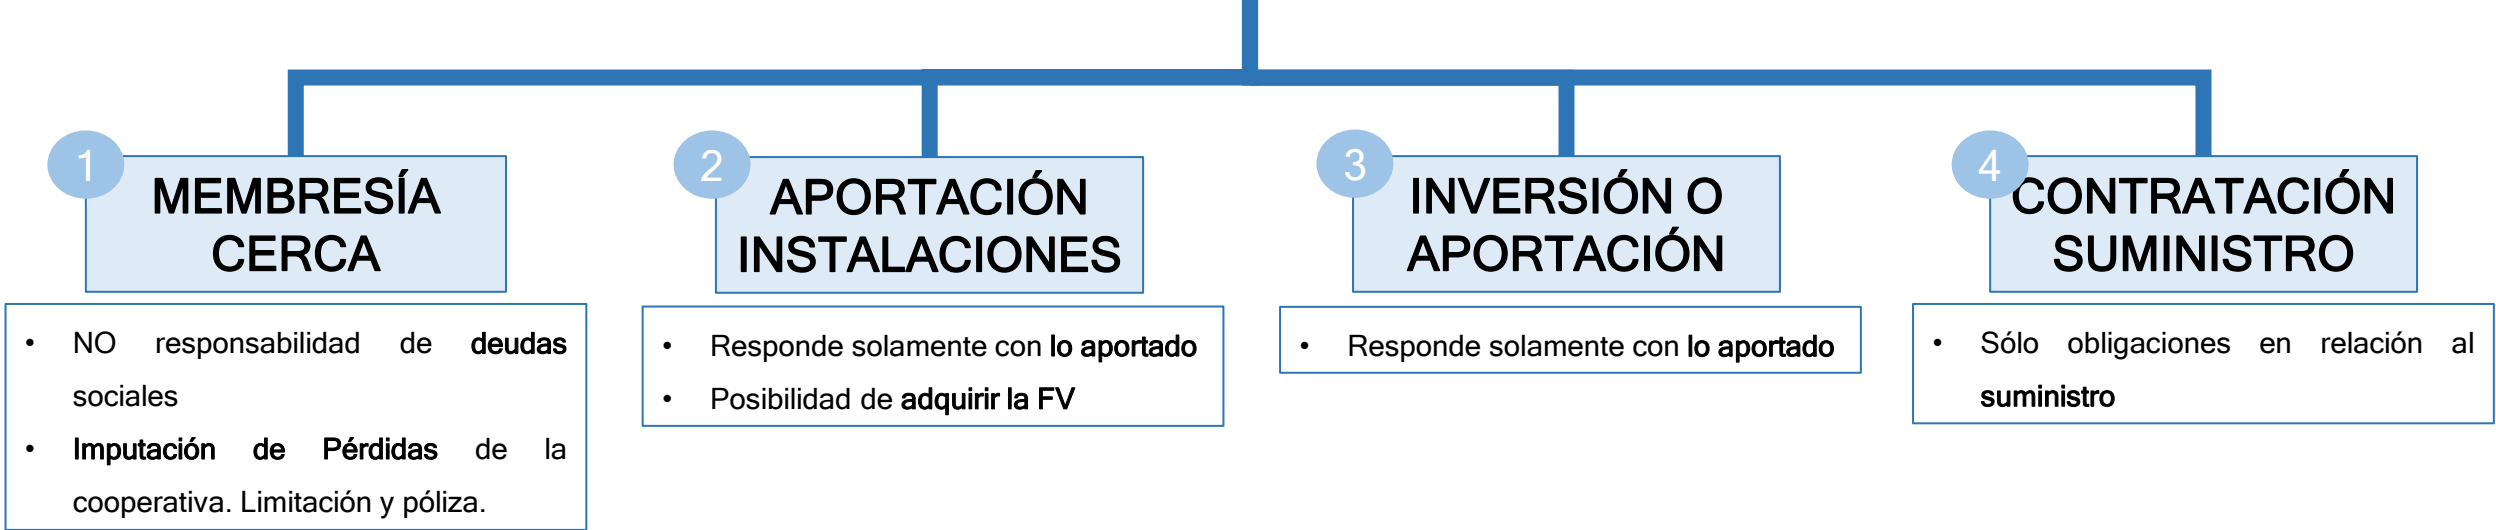 1
MEMBRESÍA
CERCA
• NO responsabilidad de deudas
sociales
• Imputación de Pérdidas de la
cooperativa. Limitación y póliza.
2
APORTACIÓN
INSTALACIONES
• Responde solamente con lo aportado
• Posibilidad de adquirir la FV
3
INVERSIÓN O
APORTACIÓN
• Responde solamente con lo aportado
4
CONTRATACIÓN
SUMINISTRO
• Sólo obligaciones en relación al
suministro